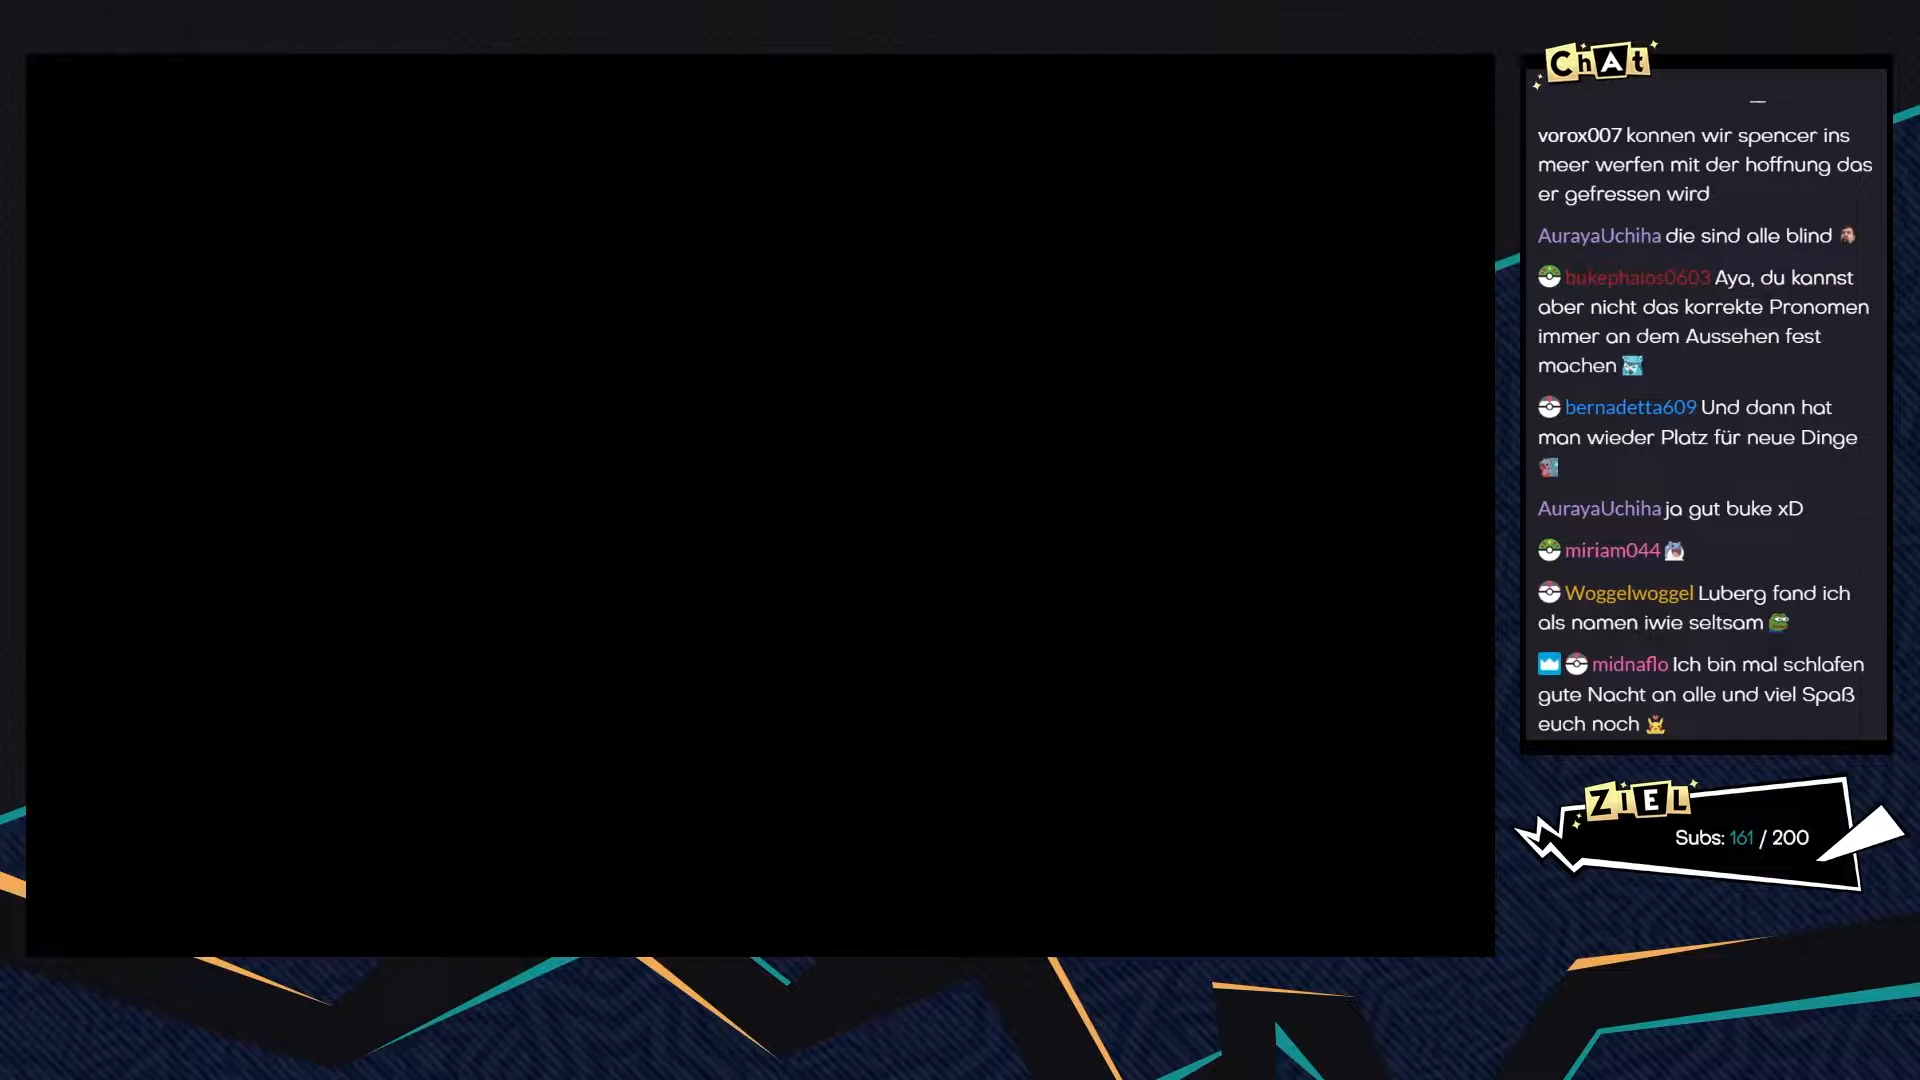 ChAt
vorox007 konnen wir spencer ins
meer werfen mit der hoffnung das
er gefressen wird
AurayaUchiha die sind alle blind
bukephalos0603 Aya, du kannst
aber nicht das korrekte Pronomen
immer an dem Aussehen fest
machen
bernadetta609 Und dann hat
man wieder Platz für neue Dinge
AurayaUchiha ja gut buke xD
miriam044
Woggelwoggel Luberg fand ich
als namen iwie seltsam
midnaflo Ich bin mal schlafen
gute Nacht an alle und viel Spaß
euch noch
ZIEL
Subs: 161 / 200